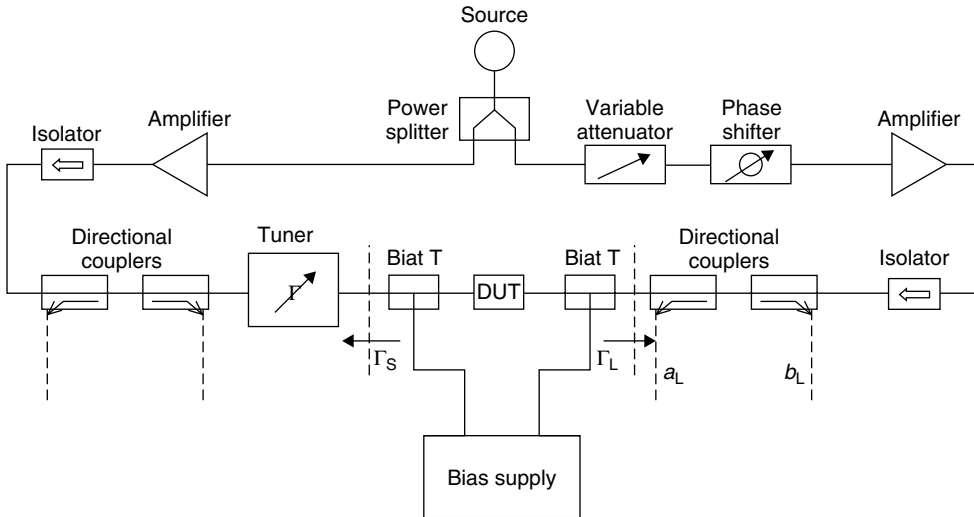 Source
Power
splitter
Variable
attenuator
Phase
shifter
Amplifier
Amplifier
Isolator
Directional
couplers
Tuner
Γ
Biat T
DUT
Biat T
Directional
couplers
Isolator
ΓS
ΓL
aL
bL
Bias supply